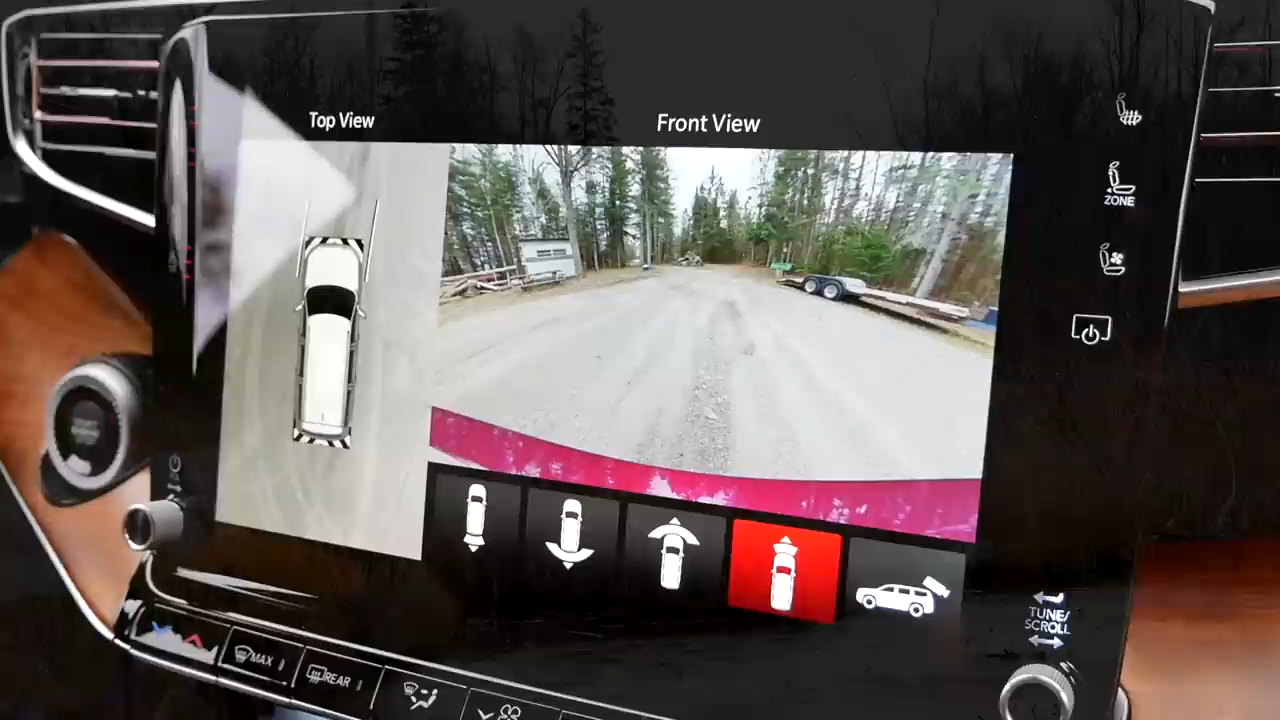 Top View
Front View
ZONE
TUNE/
SCROLL
MAX
REAR